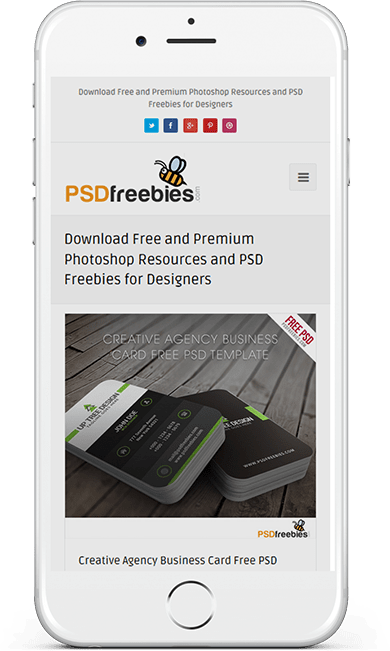 Download Free and Premium Photoshop Resources and PSD
Freebies for Designers
PSDfreebies.com
Download Free and Premium
Photoshop Resources and PSD
Freebies for Designers
FREE PSD
CREATIVE AGENCY BUSINESS
CARD FREE PSD TEMPLATE
UP TREE DESIGN
JOHN DOE
WWW.PSDFREEBIES.COM
PSDfreebies
Creative Agency Business Card Free PSD